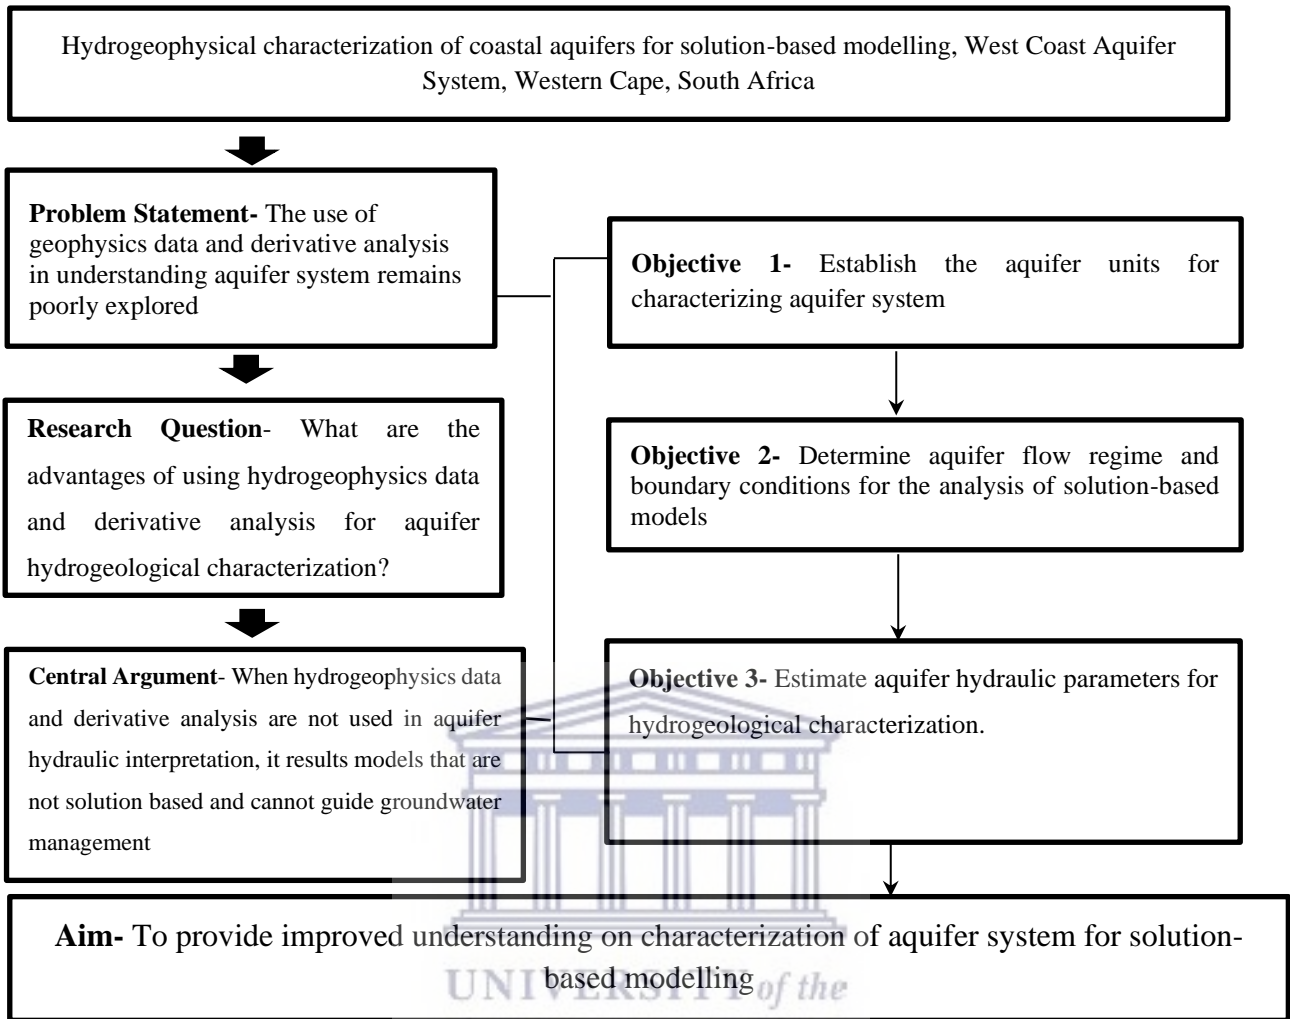 Hydrogeophysical characterization of coastal aquifers for solution-based modelling, West Coast Aquifer
System, Western Cape, South Africa
Problem Statement- The use of
geophysics data and derivative analysis
in understanding aquifer system remains
poorly explored
Research Question- What are the
advantages of using hydrogeophysics data
and derivative analysis for aquifer
hydrogeological characterization?
Central Argument- When hydrogeophysics data
and derivative analysis are not used in aquifer
hydraulic interpretation, it results models that are
not solution based and cannot guide groundwater
management
Objective 1- Establish the aquifer units for
characterizing aquifer system
Objective 2- Determine aquifer flow regime and
boundary conditions for the analysis of solution-based
models
Objective 3- Estimate aquifer hydraulic parameters for
hydrogeological characterization.
Aim- To provide improved understanding on characterization of aquifer system for solution-
based modelling
UNIVERSITY of the